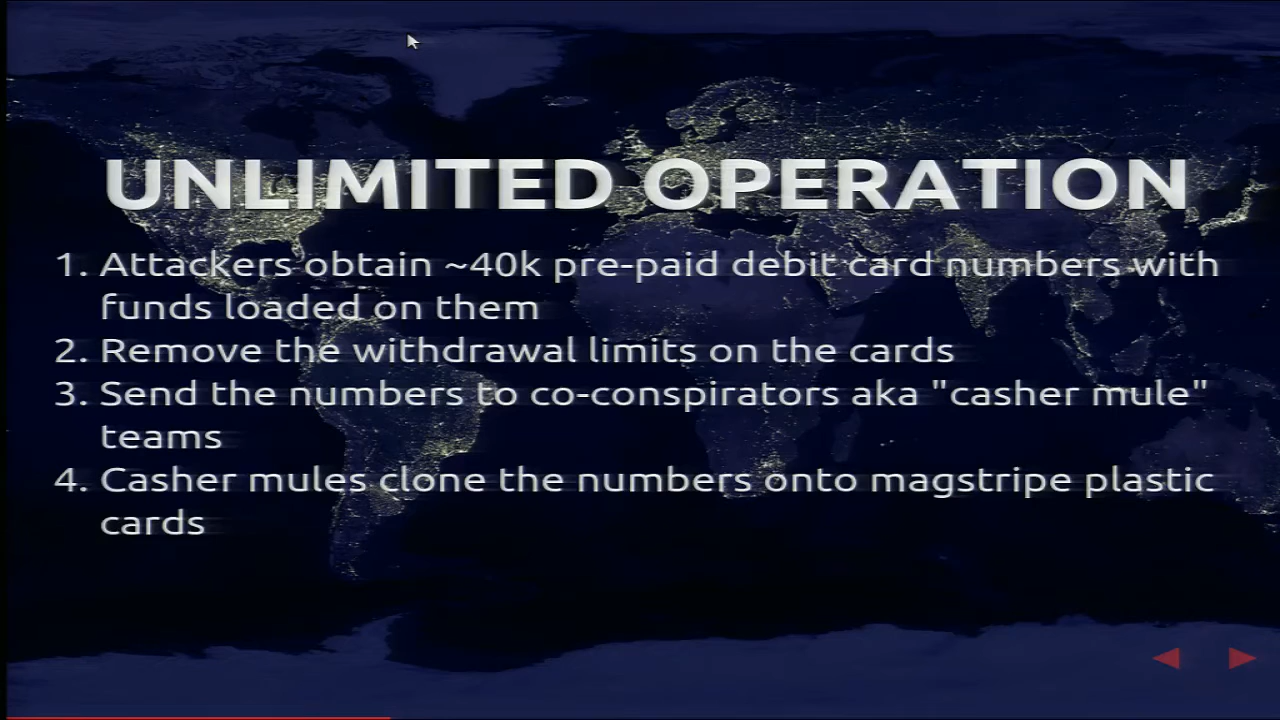 UNLIMITED OPERATION
1. Attackers obtain ~40k pre-paid debit card numbers with
funds loaded on them
2. Remove the withdrawal limits on the cards
3. Send the numbers to co-conspirators aka "casher mule"
teams
4. Casher mules clone the numbers onto magstripe plastic
cards